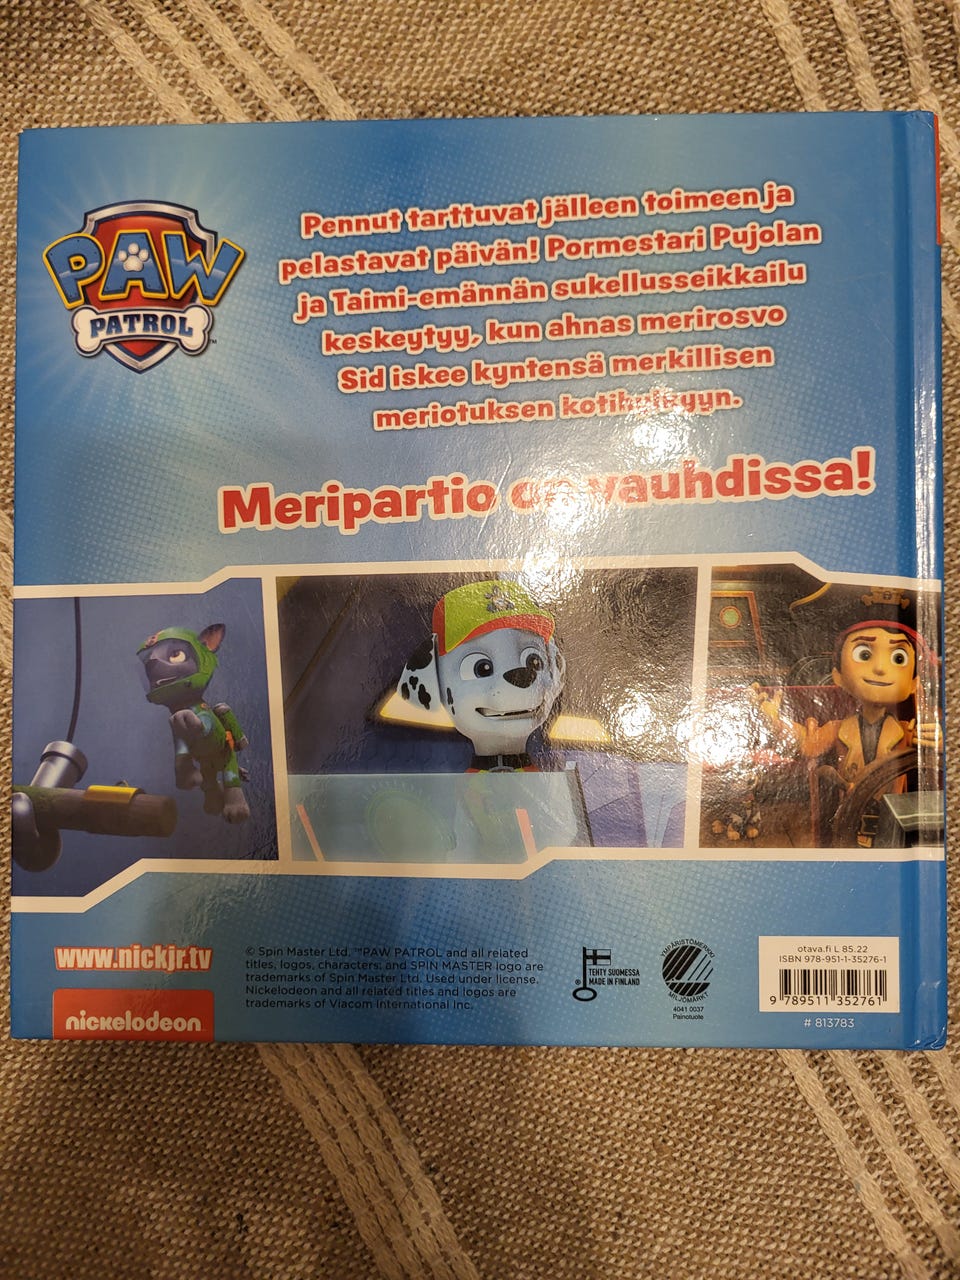 PAW
PATROL
Pennut tarttuvat jälleen toimeen ja
pelastavat päivän! Pormestari Pujolan
ja Taimi-emännän sukellusseikkailu
keskeytyy, kun ahnas merirosvo
Sid iskee kyntensä merkillisen
meriotuksen
Meripartio on vauhdissa!
www.nickjr.tv
nickelodeon
© Spin Master Ltd. ™PAW PATROL and all related
titles, logos, characters; and SPIN MASTER logo are
trademarks of Spin Master Ltd. Used under license.
Nickelodeon and all related titles and logos are
trademarks of Viacom International Inc.
® TEHTY SUOMESSA
MADE IN FINLAND
YMPÄRISTÖMERKKI
MILJÖMÄRKT
4041 0037
Painotuote
otava.fi L 85.22
ISBN 978-951-1-35276-1
9 789511 352761
# 813783